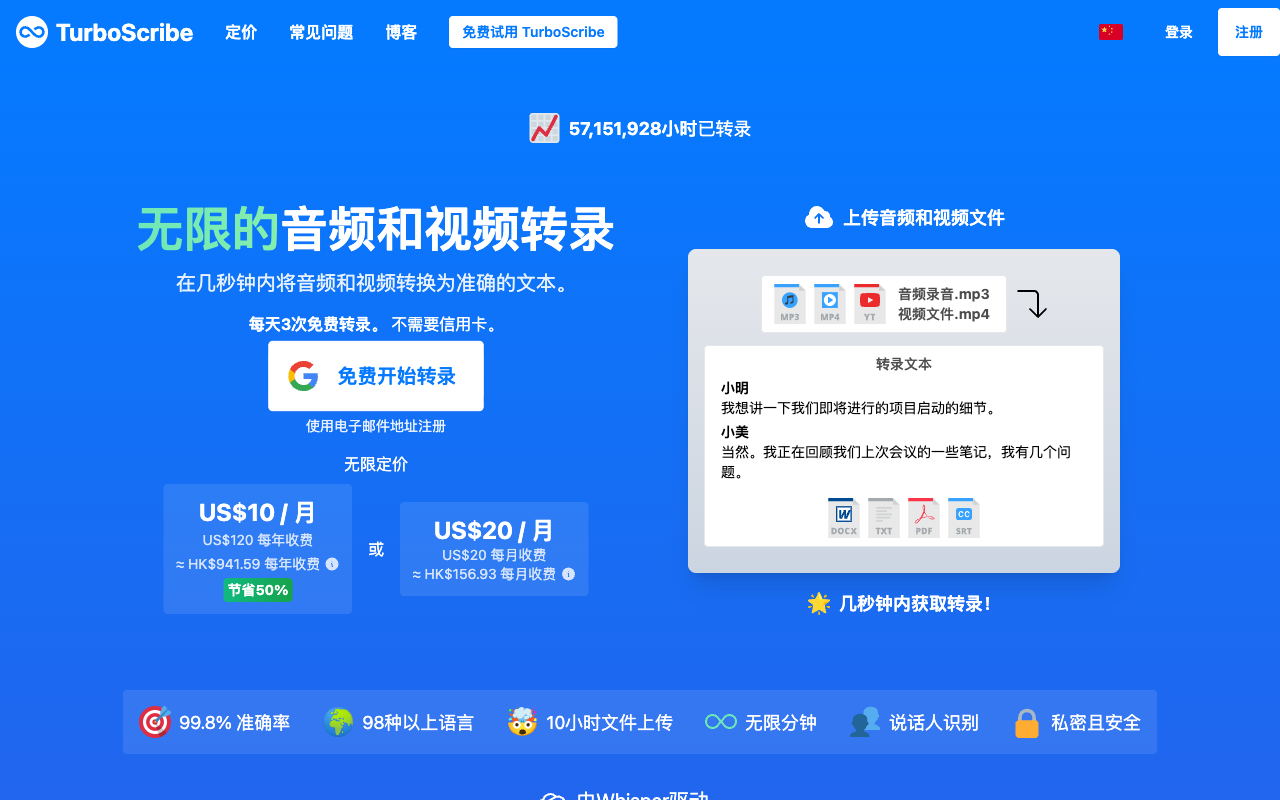 TurboScribe
定价
常见问题
博客
免费试用 TurboScribe
登录
注册
57,151,928小时已转录
无限的音频和视频转录
在几秒钟内将音频和视频转换为准确的文本。
每天3次免费转录。 不需要信用卡。
免费开始转录
使用电子邮件地址注册
无限定价
US$10 / 月
US$120 每年收费
≈ HK$941.59 每年收费
节省50%
或
US$20 / 月
US$20 每月收费
≈ HK$156.93 每月收费
上传音频和视频文件
MP3
MP4
YT
音频录音.mp3
视频文件.mp4
转录文本
小明
我想讲一下我们即将进行的项目启动的细节。
小美
当然。我正在回顾我们上次会议的一些笔记，我有几个问
题。
W
DOCX
TXT
PDF
CC
SRT
几秒钟内获取转录！
99.8% 准确率
98种以上语言
10小时文件上传
无限分钟
说话人识别
私密且安全
由Whisper驱动